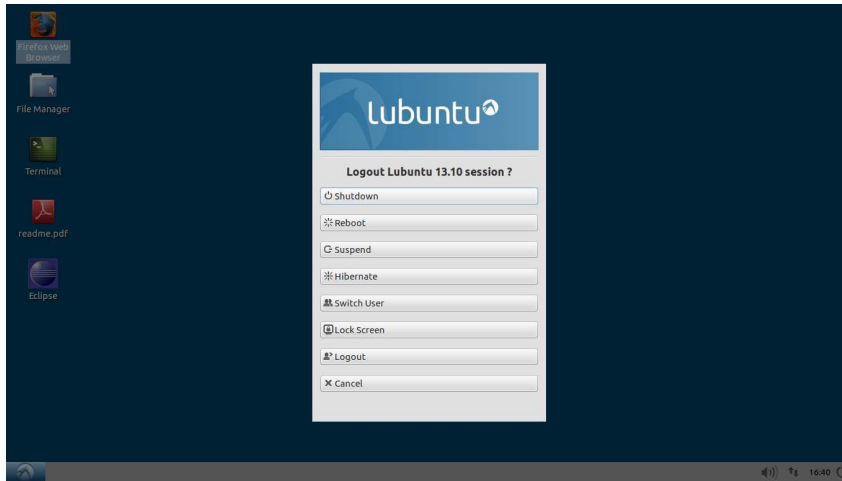 Firefox Web
Browser
File Manager
Terminal
readme.pdf
Eclipse
lubuntu
Logout Lubuntu 13.10 session ?
Shutdown
Reboot
Suspend
Hibernate
Switch User
Lock Screen
Logout
Cancel
16:40